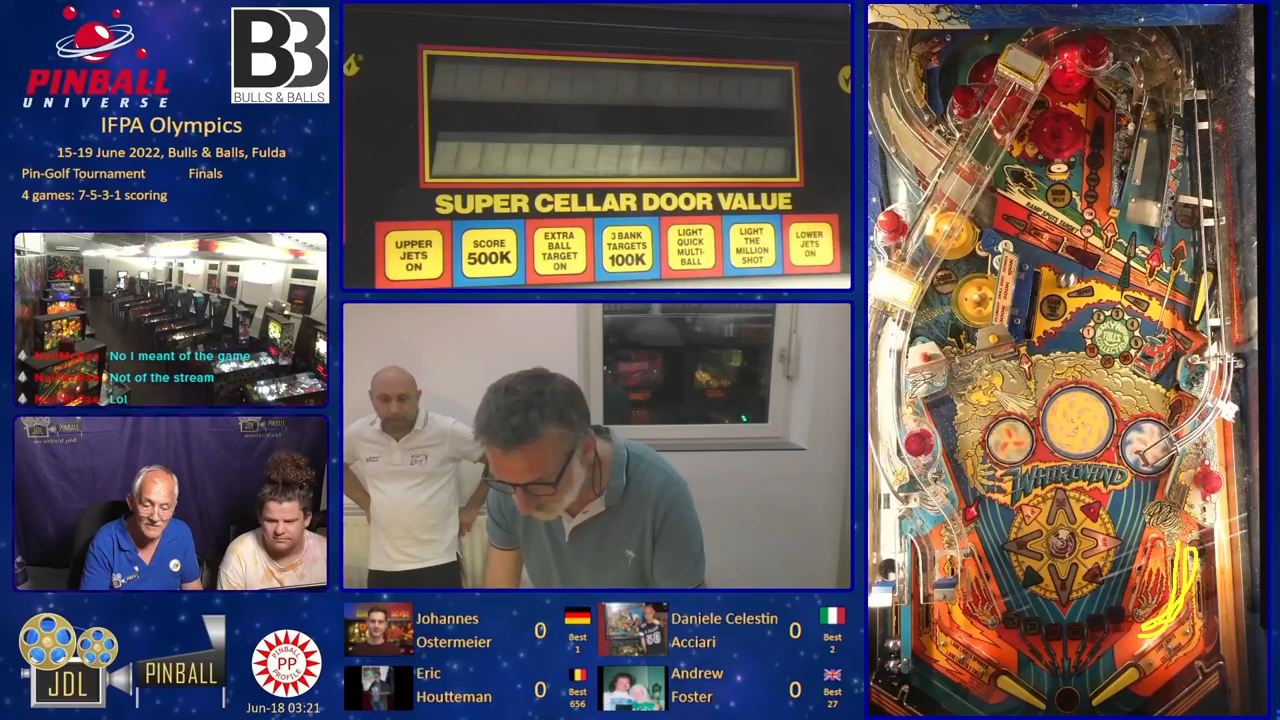 PINBALL
UNIVERSE
BB
BULLS & BALLS
IFPA Olympics
15-19 June 2022, Bulls & Balls, Fulda
Pin-Golf Tournament Finals
4 games: 7-5-3-1 scoring
No I meant of the game
Not of the stream
Lol
JDL
PINBALL
PINBALL
PP
PROFILE
Jun-18 03:21
SUPER CELLAR DOOR VALUE
UPPER JETS ON
SCORE 500K
EXTRA BALL TARGET ON
3 BANK TARGETS 100K
LIGHT QUICK MULTI-BALL
LIGHT THE MILLION SHOT
LOWER JETS ON
Johannes Ostermeier 0 Best 1
Daniele Celestin Acciari 0 Best 2
Eric Houtteman 0 Best 656
Andrew Foster 0 Best 27
WHIRLWIND